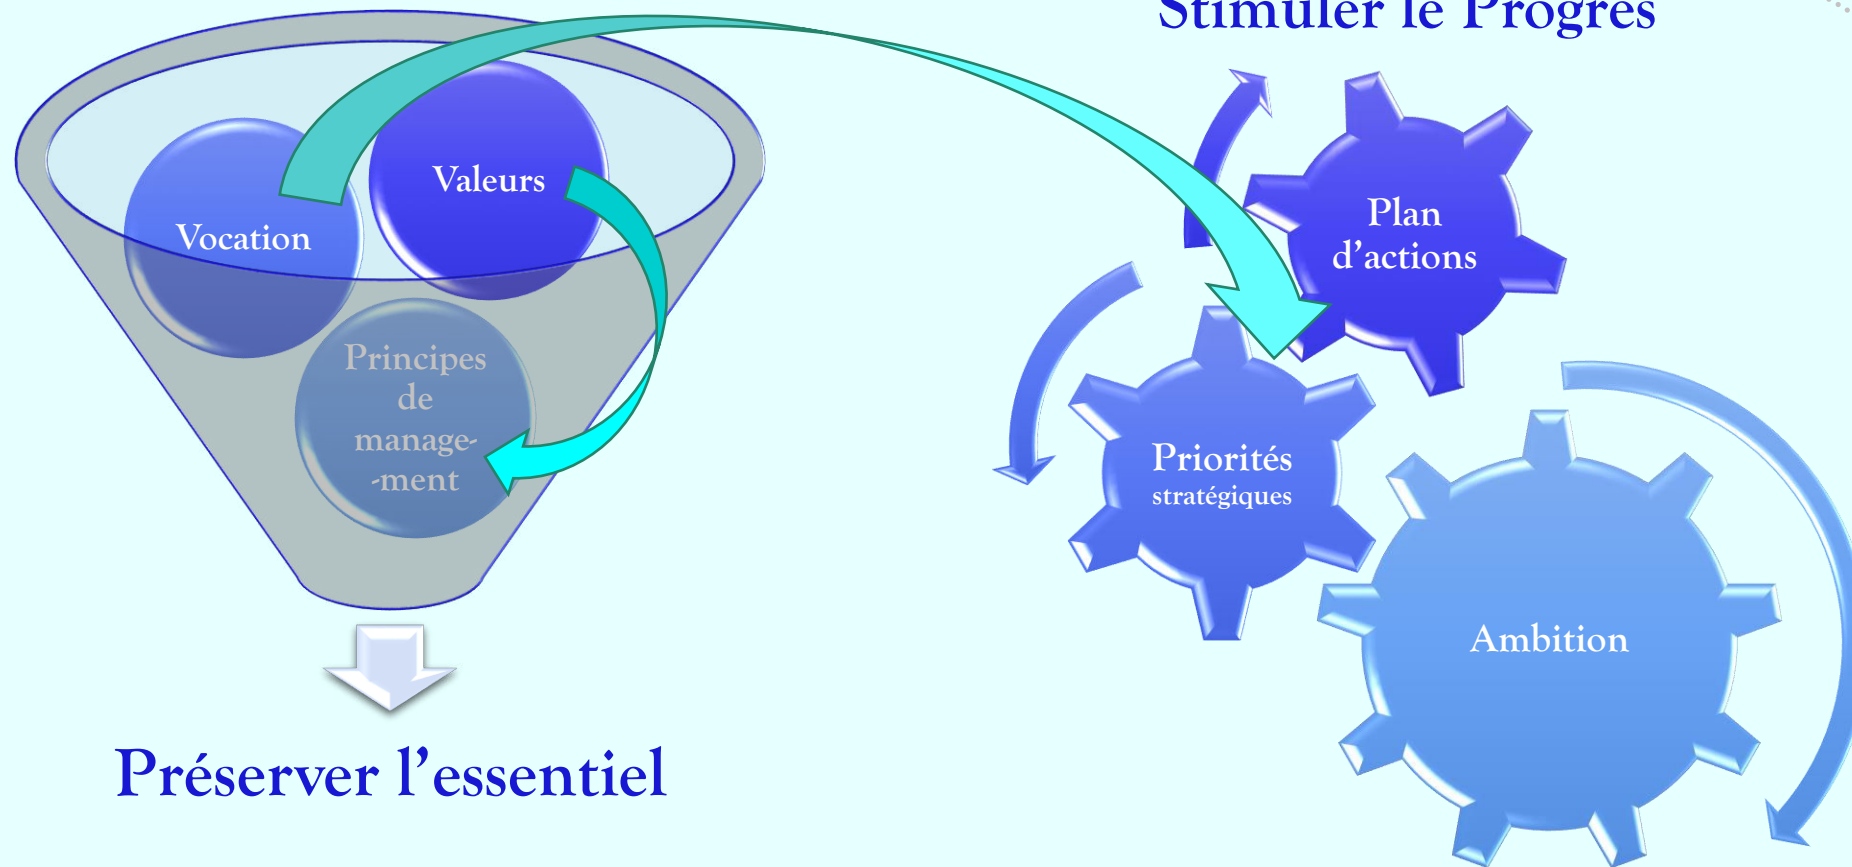 Stimuler le Progrès
Valeurs
Vocation
Principes
de
manage-
-ment
Préserver l’essentiel
Plan
d’actions
Priorités
stratégiques
Ambition